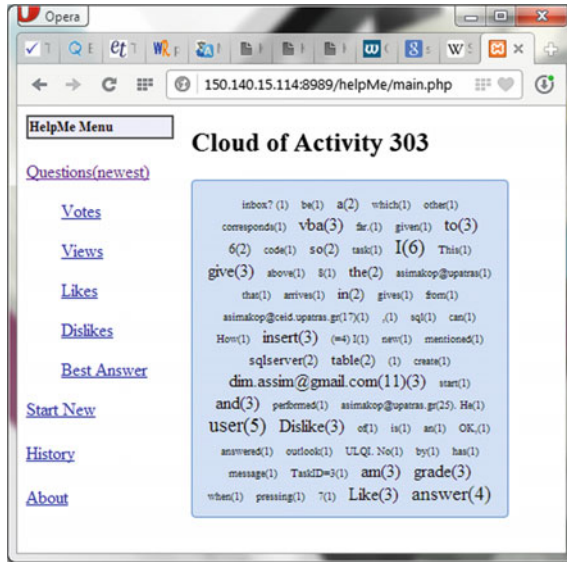 Opera
150.140.15.114:8989/helpMe/main.php
HelpMe Menu
Questions(newest)
Votes
Views
Likes
Dislikes
Best Answer
Start New
History
About
Cloud of Activity 303
inbox? (1) be(1) a(2) which(1) other(1)
corresponds(1) vba(3) far.(1) given(1) to(3)
6(2) code(1) so(2) task(1) I(6) This(1)
give(3) above(1) 8(1) the(2) asimakop@upatras(1)
that(1) arrives(1) in(2) gives(1) from(1)
asimakop@ceid.upatras.gr(17)(1) ,(1) sql(1) can(1)
How(1) insert(3) (=4) I(1) new(1) mentioned(1)
sqlserver(2) table(2) (1) create(1)
dim.assim@gmail.com(11)(3) start(1)
and(3) performed(1) asimakop@upatras.gr(25). He(1)
user(5) Dislike(3) of(1) is(1) an(1) OK,(1)
answered(1) outlook(1) ULQI. No(1) by(1) has(1)
message(1) TaskID=3(1) am(3) grade(3)
when(1) pressing(1) 7(1) Like(3) answer(4)